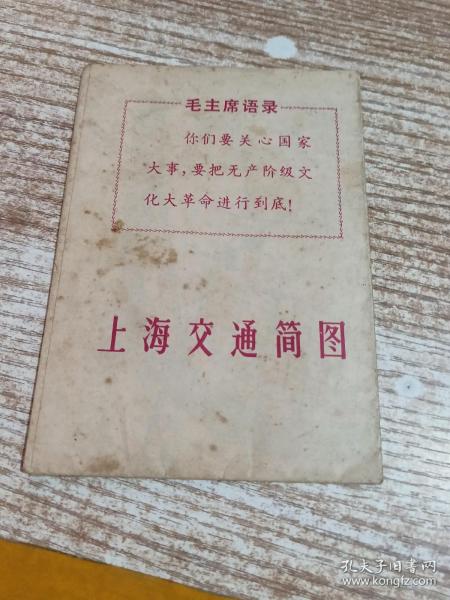 毛主席语录
你们要关心国家
大事，要把无产阶级文
化大革命进行到底！
上海交通简图
孔夫子旧书网
www.kongfz.com